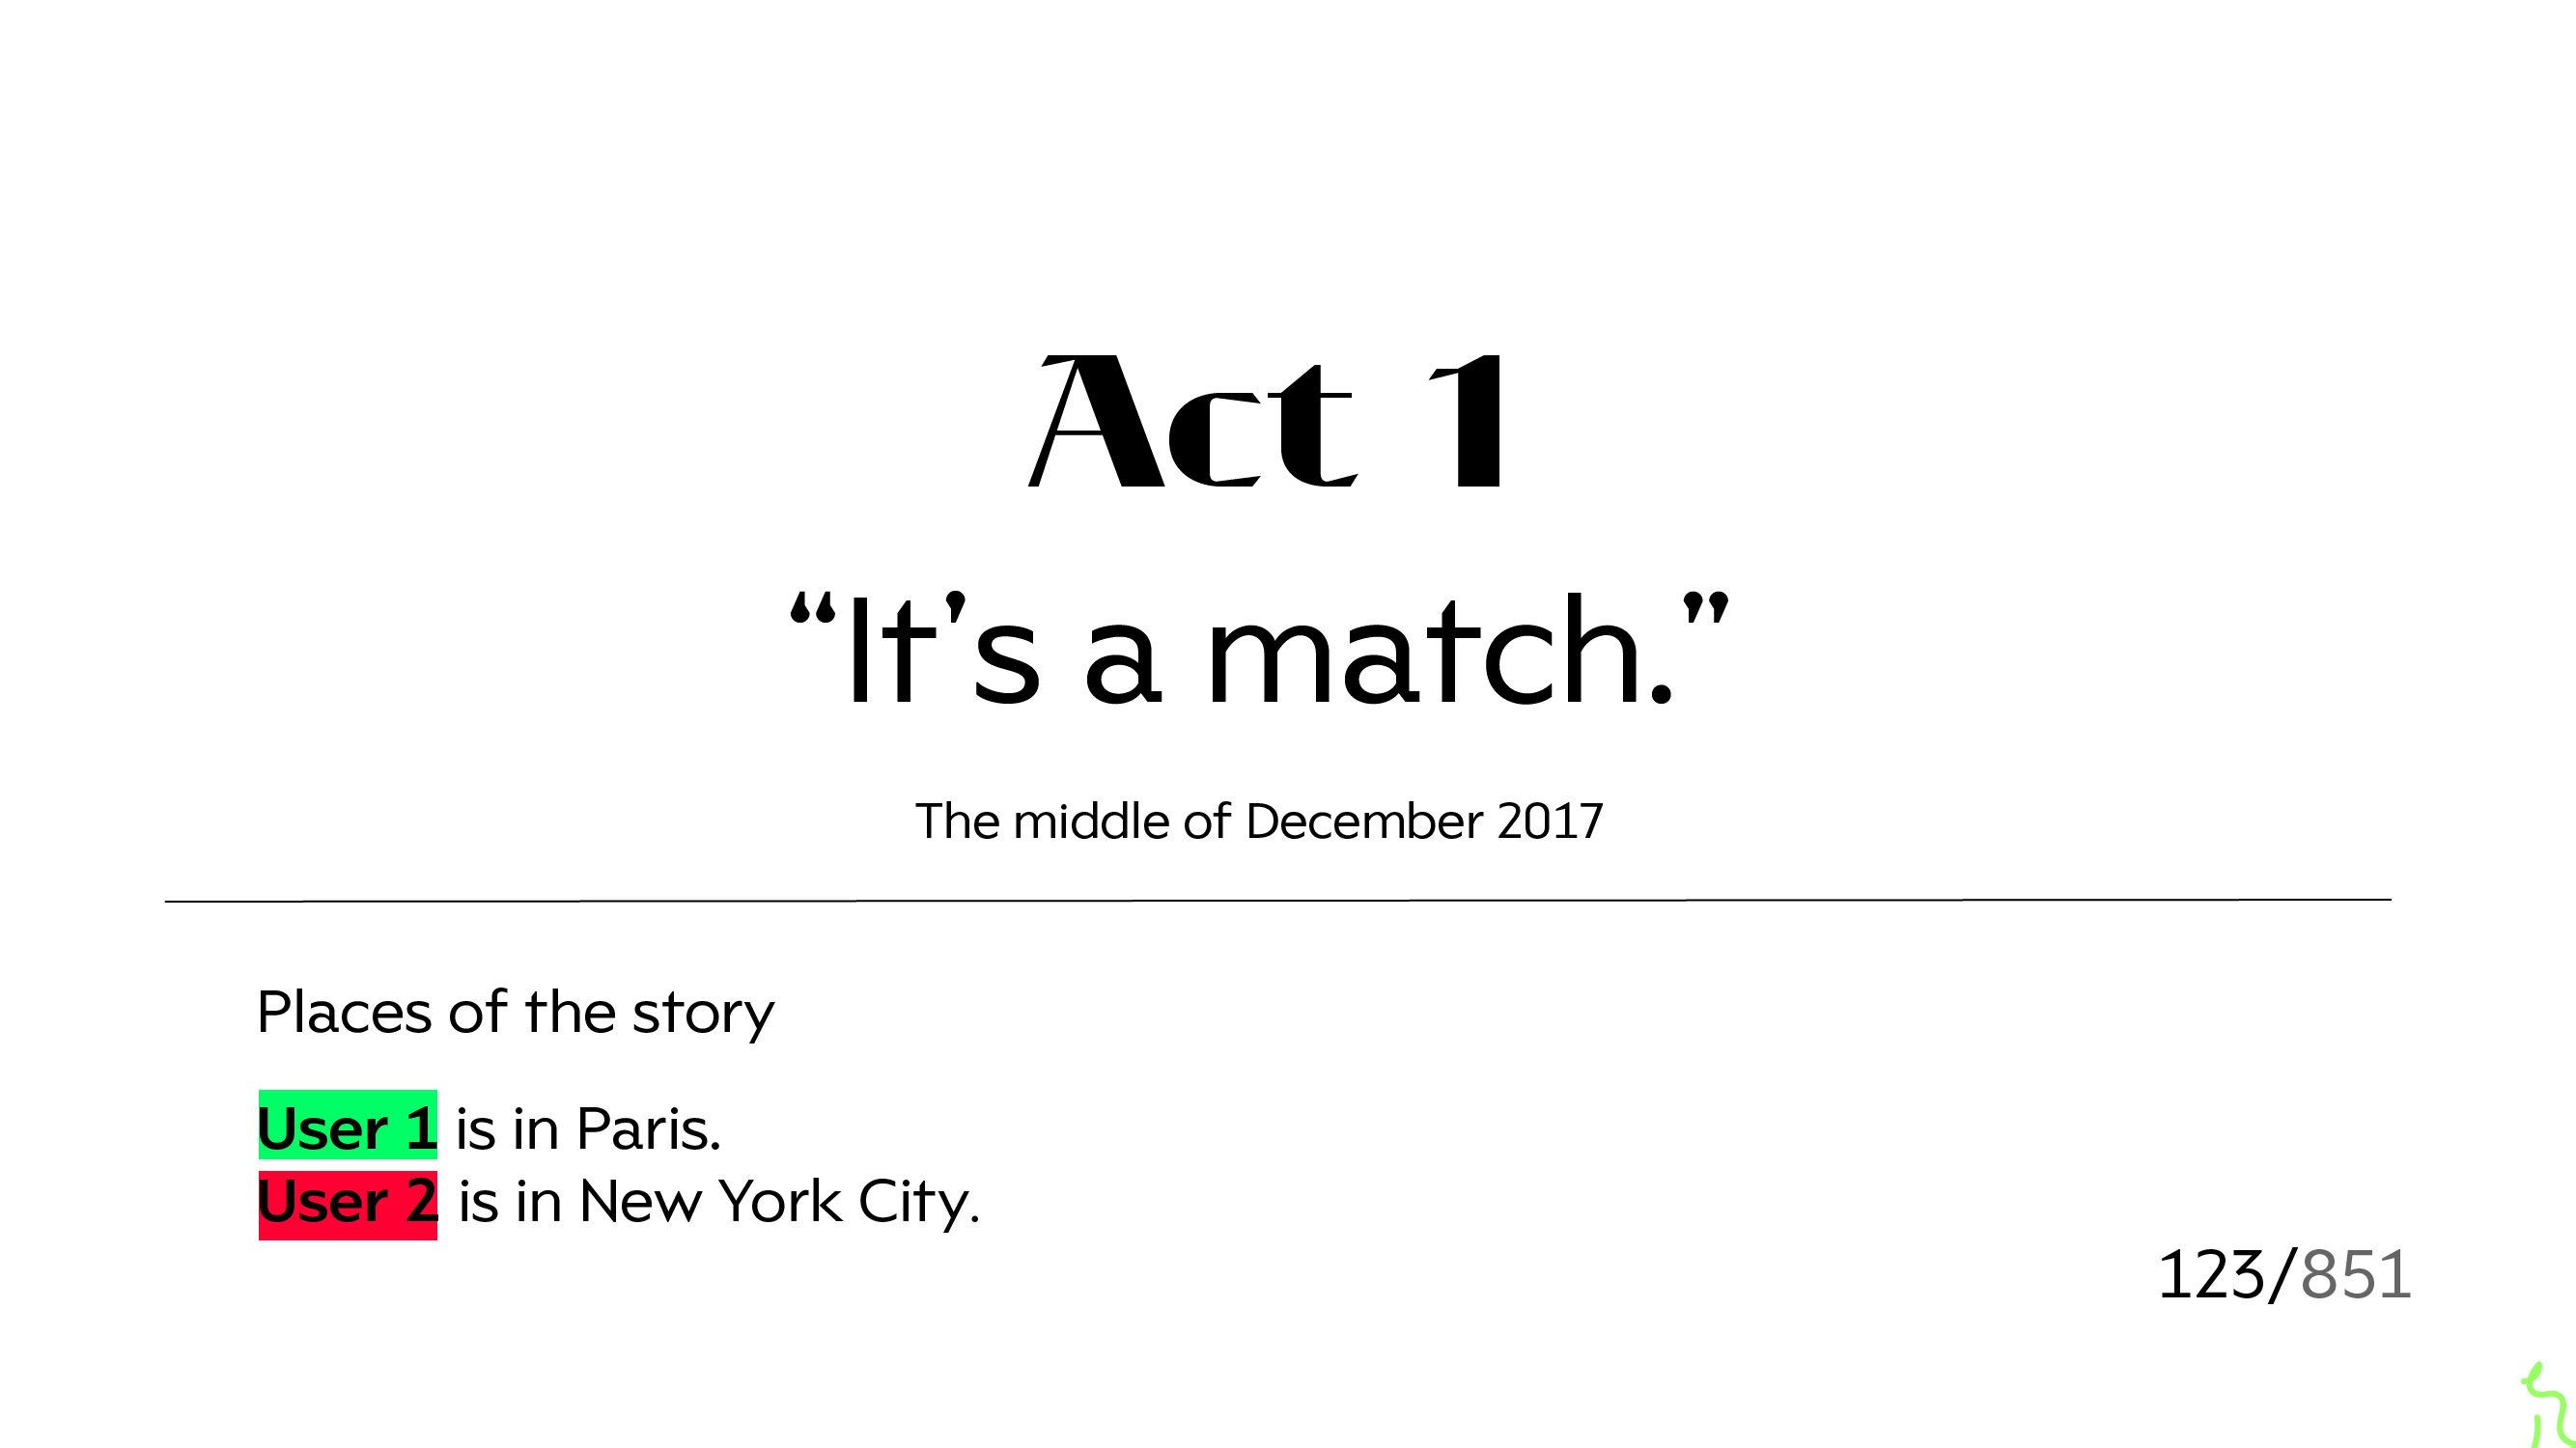 Act 1
“It’s a match.”
The middle of December 2017
Places of the story
User 1 is in Paris.
User 2 is in New York City.
123/851